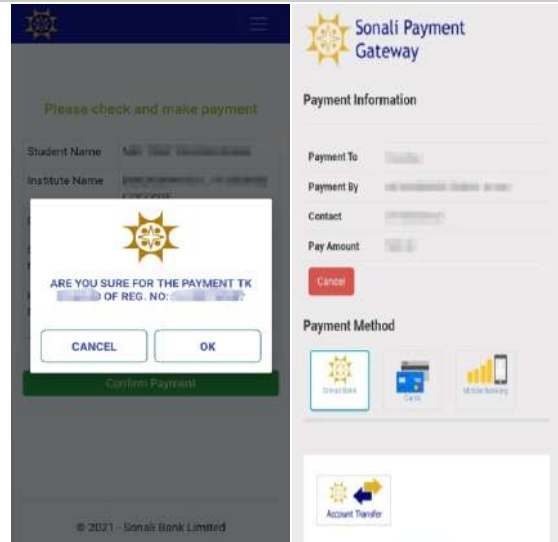 Please check and make payment
Student Name
Institute Name
ARE YOU SURE FOR THE PAYMENT TK
OF REG. NO:
CANCEL
OK
Confirm Payment
© 2021 - Sonali Bank Limited
Sonali Payment
Gateway
Payment Information
Payment To
Payment By
Contact
Pay Amount
Cancel
Payment Method
Sonali Bank
Cards
Mobile Banking
Account Transfer